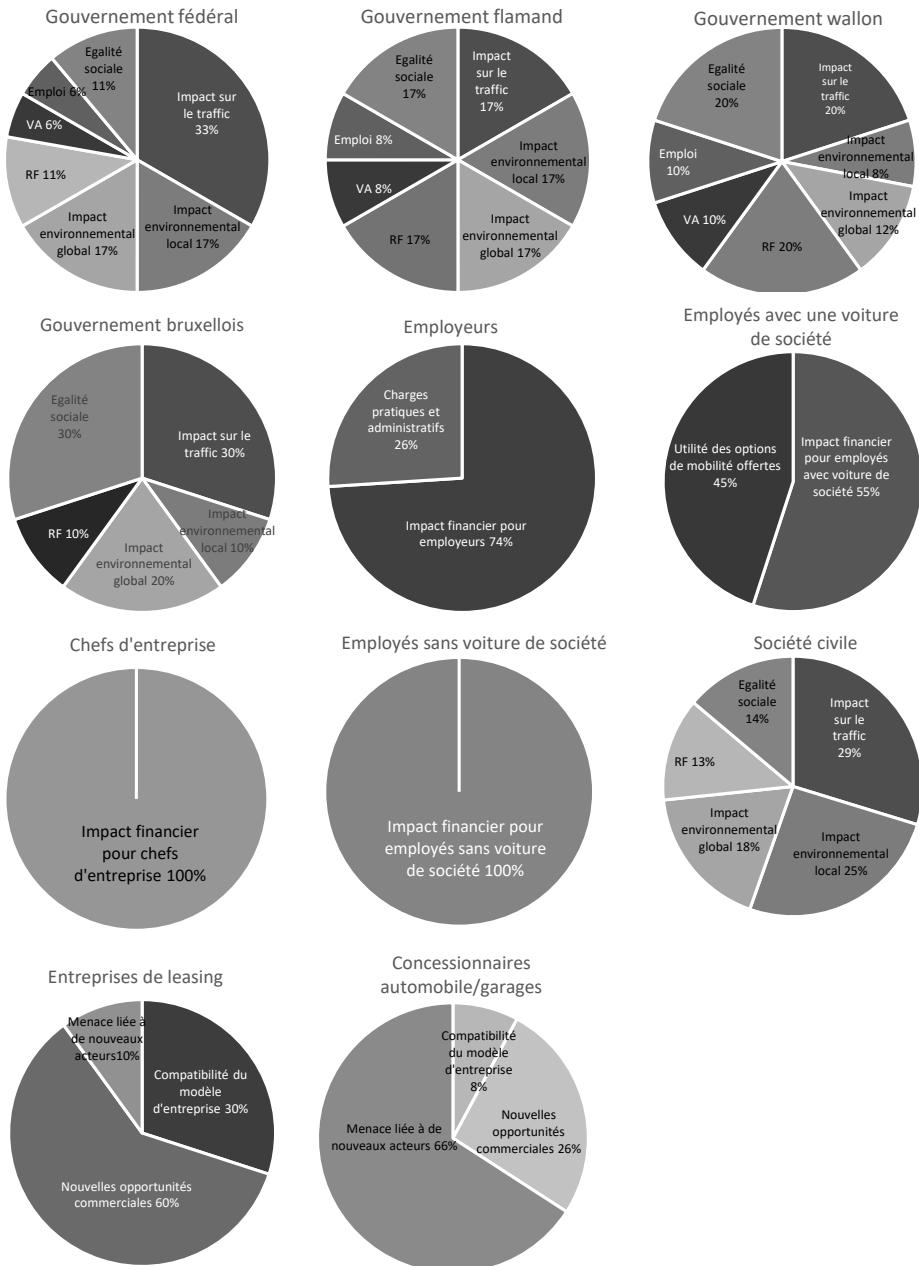 Gouvernement fédéral
Egalité
sociale
11%
Impact sur
le traffic
33%
Emploi 6%
VA 6%
RF 11%
Impact
environnemental
global 17%
Impact
environnemental
local 17%
Gouvernement flamand
Egalité
sociale
17%
Impact
sur le
traffic
17%
Emploi 8%
VA 8%
Impact
environnemental
local 17%
RF 17%
Impact
environnemental
global 17%
Gouvernement wallon
Egalité
sociale
20%
Impact
sur le
traffic
20%
Emploi
10%
Impact
environnemental
local 8%
VA 10%
Impact
environnemental
global 12%
RF 20%
Gouvernement bruxellois
Egalité
sociale
30%
Impact sur le
traffic 30%
RF 10%
Impact
environnemental
local 10%
Impact
environnemental
global 20%
Employeurs
Charges
pratiques et
administratifs
26%
Impact financier pour
employeurs 74%
Employés avec une voiture
de société
Utilité des options
de mobilité offertes
45%
Impact financier
pour employés
avec voiture de
société 55%
Chefs d'entreprise
Impact financier
pour chefs
d'entreprise 100%
Employés sans voiture de société
Impact financier pour
employés sans voiture
de société 100%
Société civile
Egalité
sociale
14%
Impact
sur le
traffic
29%
RF 13%
Impact
environnemental
global 18%
Impact
environnemental
local 25%
Entreprises de leasing
Menace liée à
de nouveaux
acteurs10%
Compatibilité du
modèle
d'entreprise 30%
Nouvelles opportunités
commerciales 60%
Concessionnaires
automobile/garages
Compatibilité
du modèle
d'entreprise
8%
Menace liée à de
nouveaux acteurs 66%
Nouvelles
opportunités
commerciales 26%